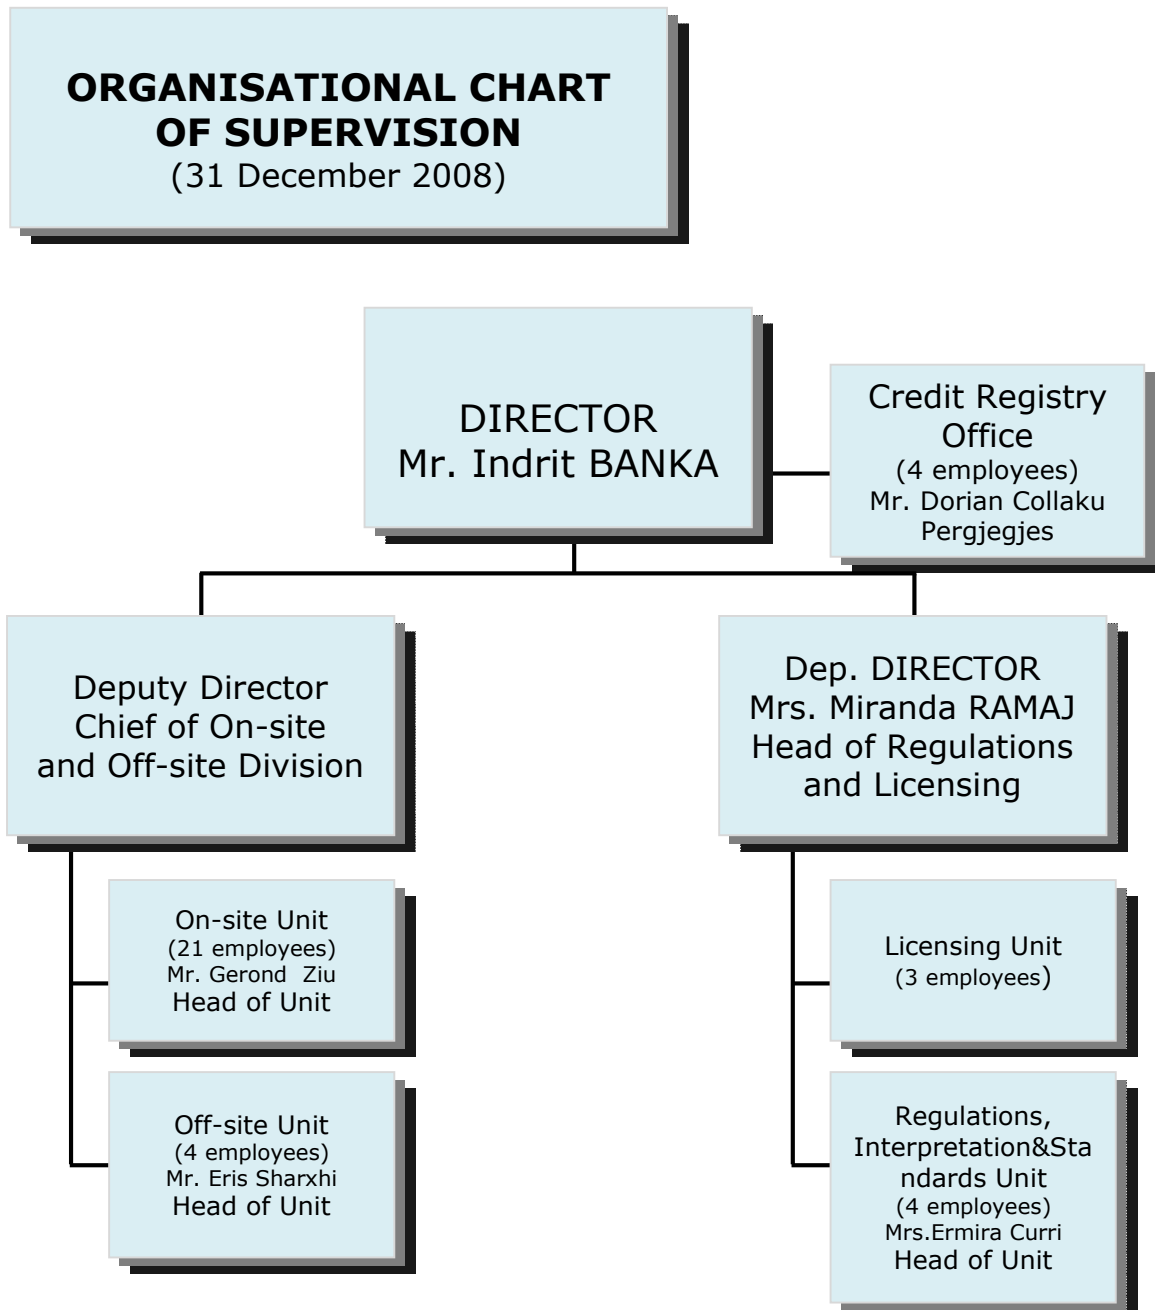 ORGANISATIONAL CHART
OF SUPERVISION
(31 December 2008)
DIRECTOR
Mr. Indrit BANKA
Credit Registry
Office
(4 employees)
Mr. Dorian Collaku
Pergjegjes
Deputy Director
Chief of On-site
and Off-site Division
Dep. DIRECTOR
Mrs. Miranda RAMAJ
Head of Regulations
and Licensing
On-site Unit
(21 employees)
Mr. Gerond  Ziu
Head of Unit
Off-site Unit
(4 employees)
Mr. Eris Sharxhi
Head of Unit
Licensing Unit
(3 employees)
Regulations,
Interpretation&Sta
ndards Unit
(4 employees)
Mrs.Ermira Curri
Head of Unit